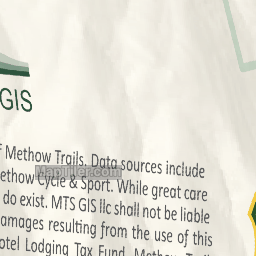 GIS
f Methow Trails. Data sources include
ethow Cycle & Sport. While great care
do exist. MTS GIS llc shall not be liable
amages resulting from the use of this
otel Lodging Tax Fund, Methow Trail